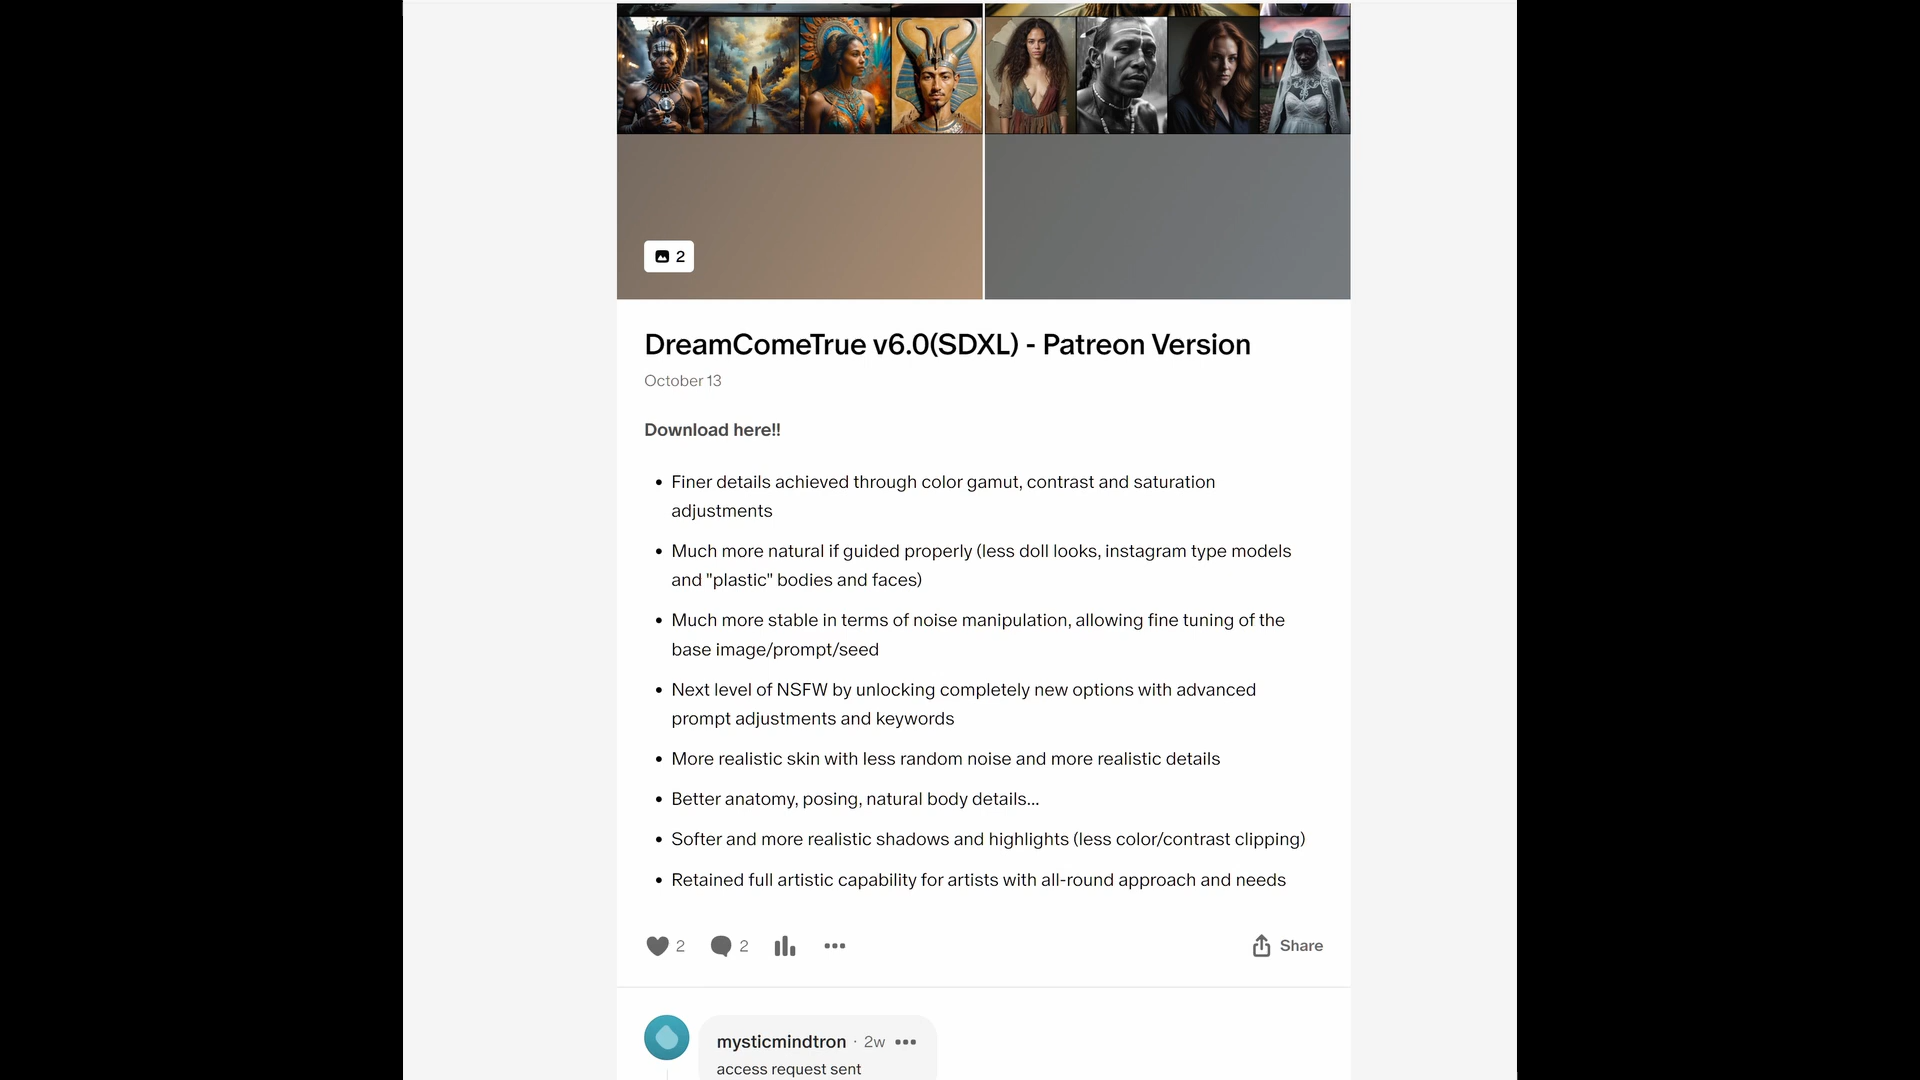 2
DreamComeTrue v6.0(SDXL) - Patreon Version
October 13
Download here!!
• Finer details achieved through color gamut, contrast and saturation
adjustments
• Much more natural if guided properly (less doll looks, instagram type models
and "plastic" bodies and faces)
• Much more stable in terms of noise manipulation, allowing fine tuning of the
base image/prompt/seed
• Next level of NSFW by unlocking completely new options with advanced
prompt adjustments and keywords
• More realistic skin with less random noise and more realistic details
• Better anatomy, posing, natural body details...
• Softer and more realistic shadows and highlights (less color/contrast clipping)
• Retained full artistic capability for artists with all-round approach and needs
2 2 Share
mysticmindtron · 2w
access request sent